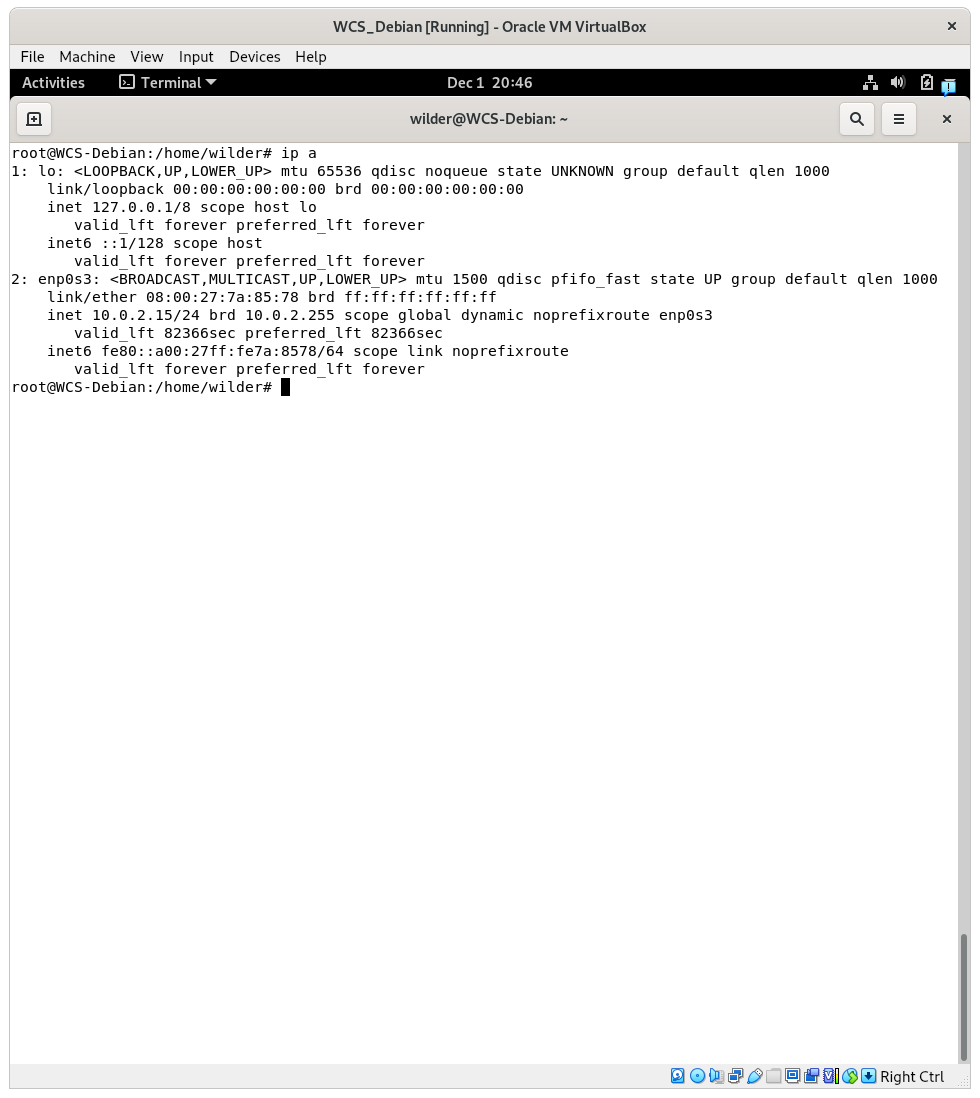 WCS_Debian [Running] - Oracle VM VirtualBox
File Machine View Input Devices Help
Activities Terminal Dec 1 20:46
wilder@WCS-Debian: ~
root@WCS-Debian:/home/wilder# ip a
1: lo: <LOOPBACK,UP,LOWER_UP> mtu 65536 qdisc noqueue state UNKNOWN group default qlen 1000
    link/loopback 00:00:00:00:00:00 brd 00:00:00:00:00:00
    inet 127.0.0.1/8 scope host lo
       valid_lft forever preferred_lft forever
    inet6 ::1/128 scope host
       valid_lft forever preferred_lft forever
2: enp0s3: <BROADCAST,MULTICAST,UP,LOWER_UP> mtu 1500 qdisc pfifo_fast state UP group default qlen 1000
    link/ether 08:00:27:7a:85:78 brd ff:ff:ff:ff:ff:ff
    inet 10.0.2.15/24 brd 10.0.2.255 scope global dynamic noprefixroute enp0s3
       valid_lft 82366sec preferred_lft 82366sec
    inet6 fe80::a00:27ff:fe7a:8578/64 scope link noprefixroute
       valid_lft forever preferred_lft forever
root@WCS-Debian:/home/wilder#
Right Ctrl